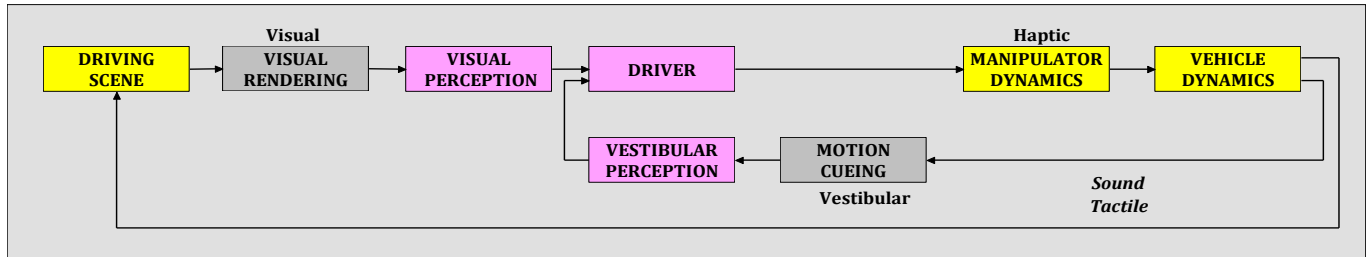 Visual
Haptic
DRIVING
SCENE
VISUAL
RENDERING
VISUAL
PERCEPTION
DRIVER
MANIPULATOR
DYNAMICS
VEHICLE
DYNAMICS
VESTIBULAR
PERCEPTION
MOTION
CUEING
Vestibular
Sound
Tactile